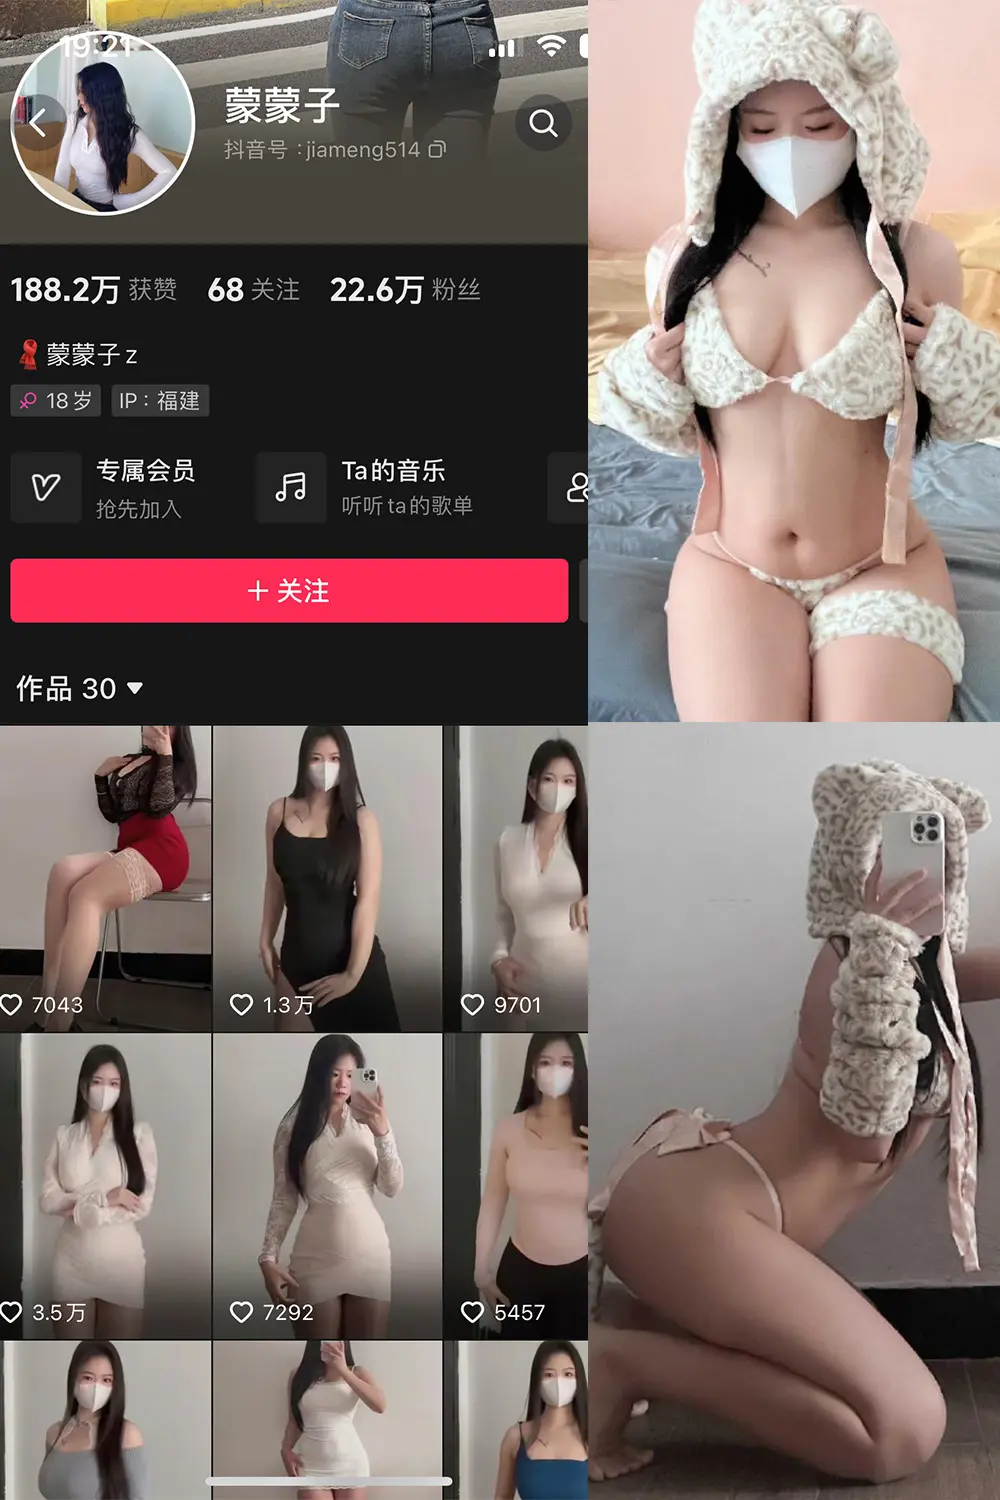 19:21
蒙蒙子
抖音号：jiameng514
188.2万 获赞 68 关注 22.6万 粉丝
蒙蒙子 z
18岁 IP：福建
专属会员
抢先加入
Ta的音乐
听听ta的歌单
+ 关注
作品 30
7043 1.3万 9701
3.5万 7292 5457